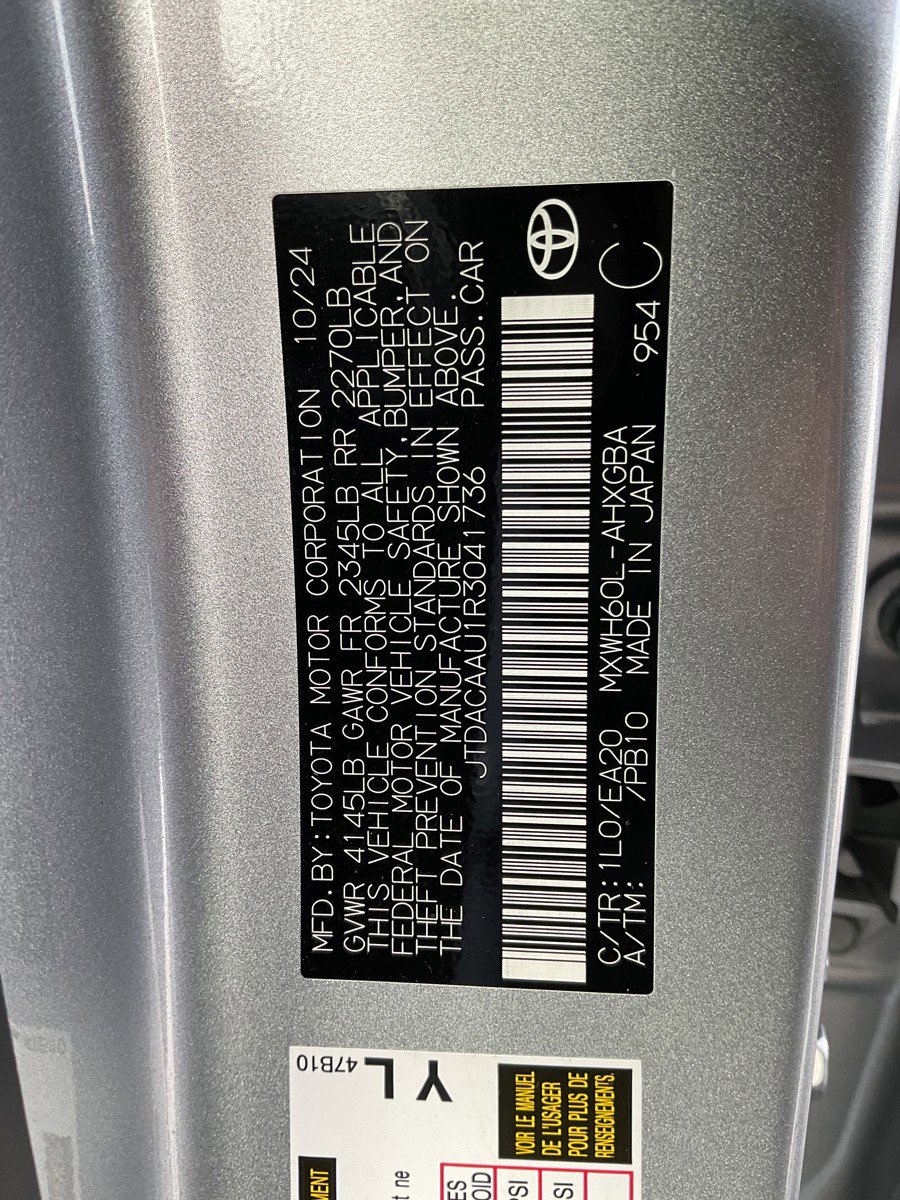 MFD.BY:TOYOTA MOTOR CORPORATION 10/24
GVWR 4145LB GAWR FR 2345LB RR 2270LB
THIS VEHICLE CONFORMS TO ALL APPLICABLE
FEDERAL MOTOR VEHICLE SAFETY,BUMPER,AND
THEFT PREVENTION STANDARDS IN EFFECT ON
THE DATE OF MANUFACTURE SHOWN ABOVE.
JTDACAAU1R3041736 PASS.CAR
C/TR:1L0/EA20 MXWH60L-AHXGBA
A/TM: /PB10 MADE IN JAPAN 954 C
47B10
YL
VOIR LE MANUEL
DE L'USAGER
POUR PLUS DE
RENSEIGNEMENTS.